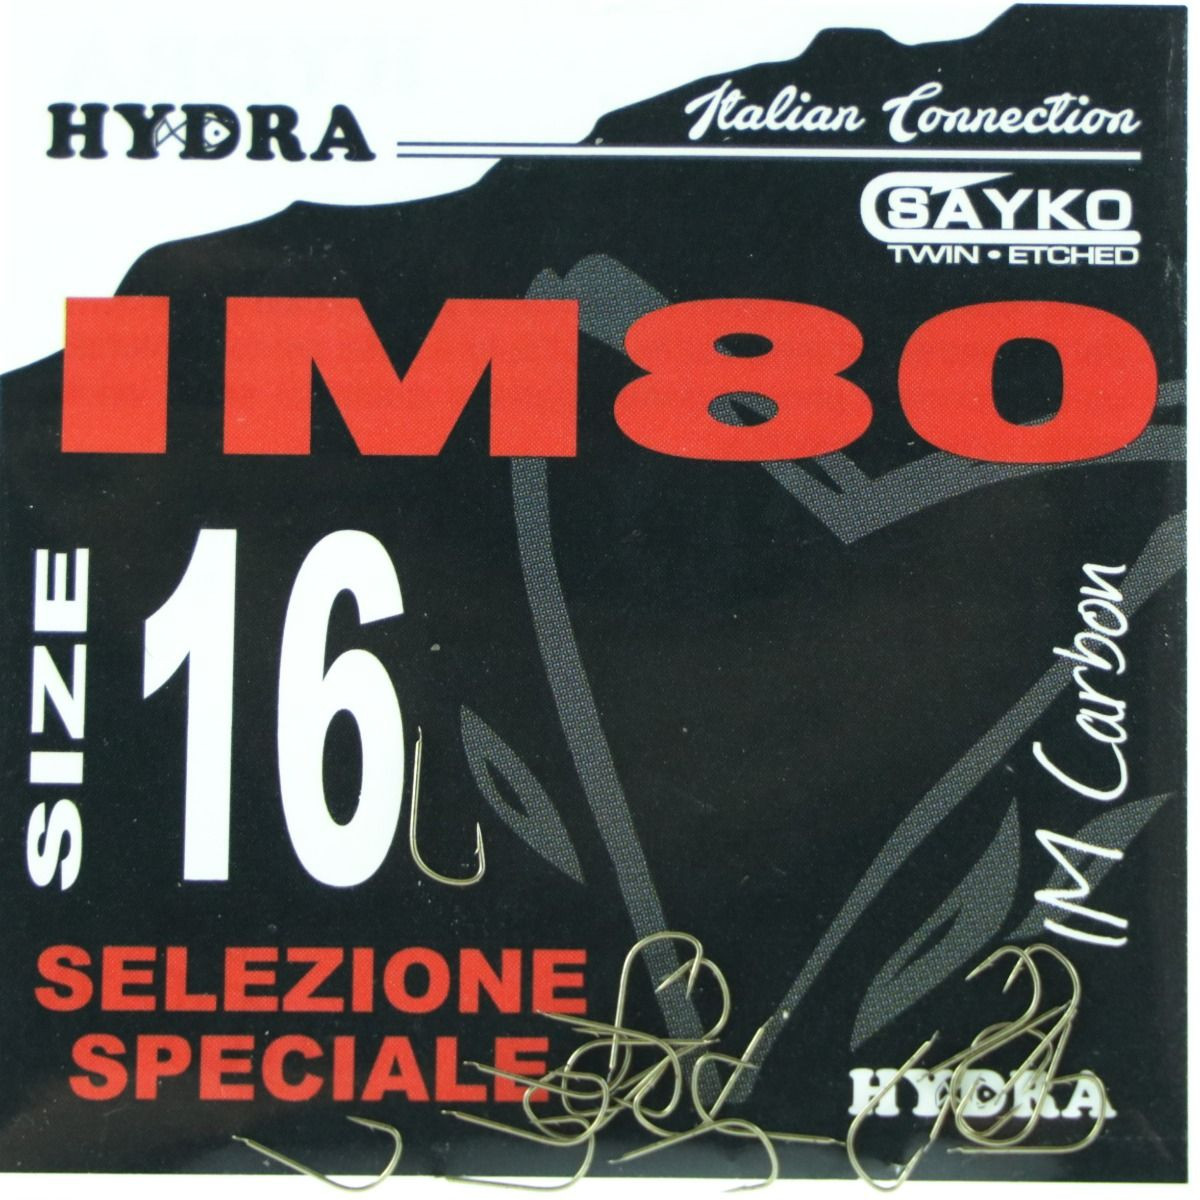 HYDRA
Italian Connection
SAYKO
TWIN • ETCHED
IM80
SIZE
16
IM Carbon
SELEZIONE
SPECIALE
HYDRA